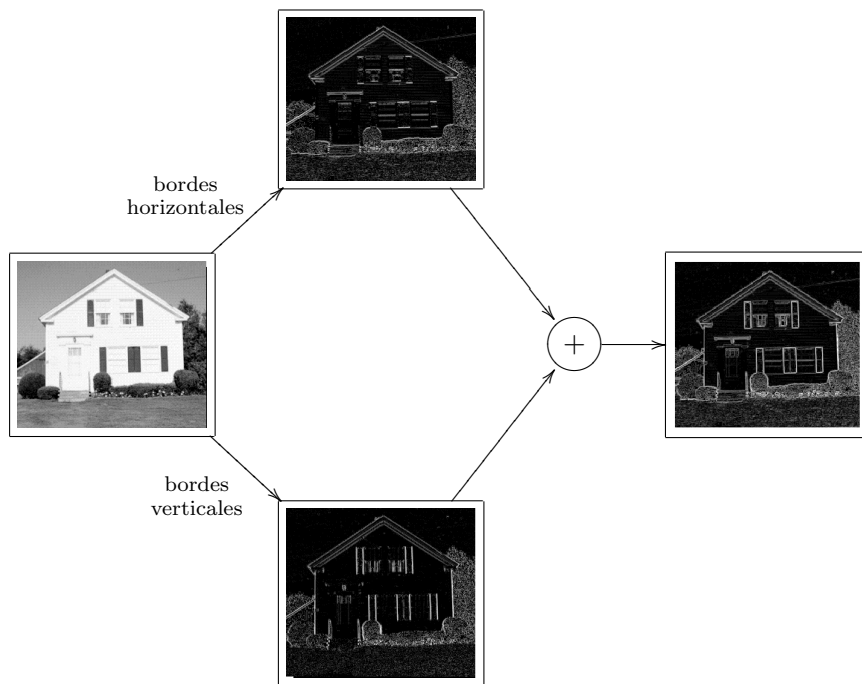 bordes
horizontales
+
bordes
verticales